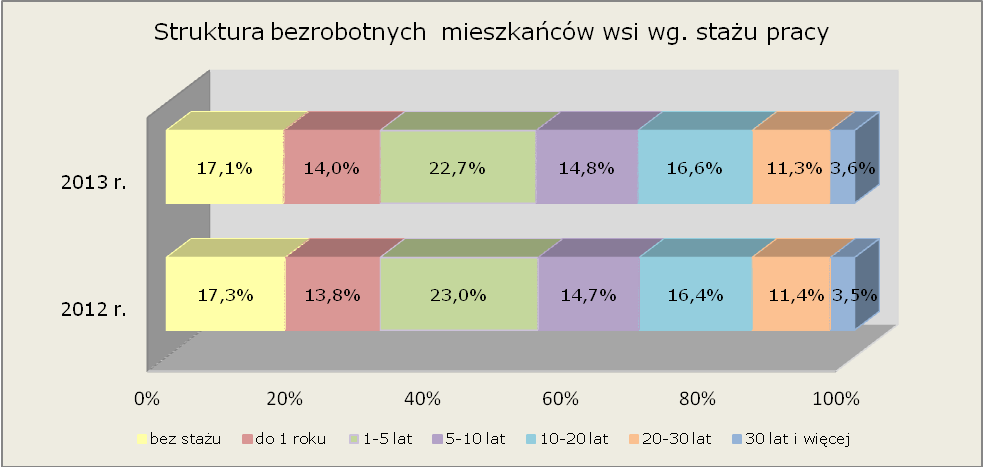 Struktura bezrobotnych mieszkańców wsi wg. stażu pracy
2013 r.
17,1%
14,0%
22,7%
14,8%
16,6%
11,3%
3,6%
2012 r.
17,3%
13,8%
23,0%
14,7%
16,4%
11,4%
3,5%
0% 20% 40% 60% 80% 100%
bez stażu do 1 roku 1-5 lat 5-10 lat 10-20 lat 20-30 lat 30 lat i więcej